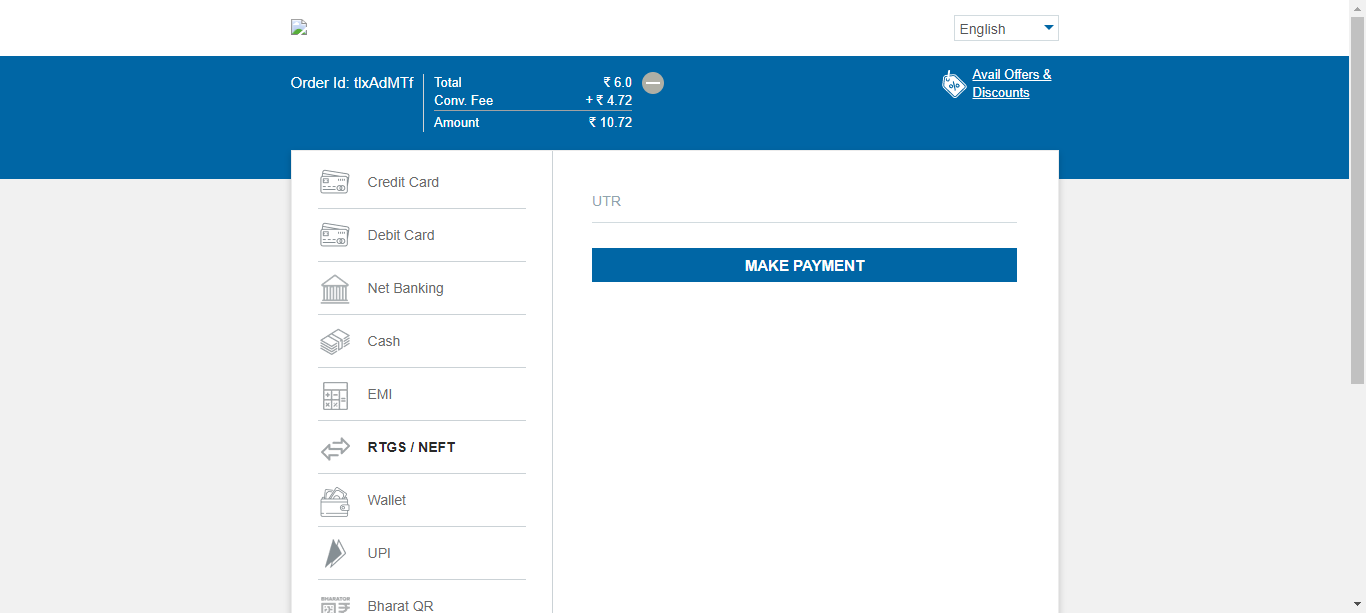 English
Order Id: tlxAdMTf
Total ₹ 6.0
Conv. Fee + ₹ 4.72
Amount ₹ 10.72
Avail Offers &
Discounts
Credit Card
Debit Card
Net Banking
Cash
EMI
RTGS / NEFT
Wallet
UPI
Bharat QR
UTR
MAKE PAYMENT